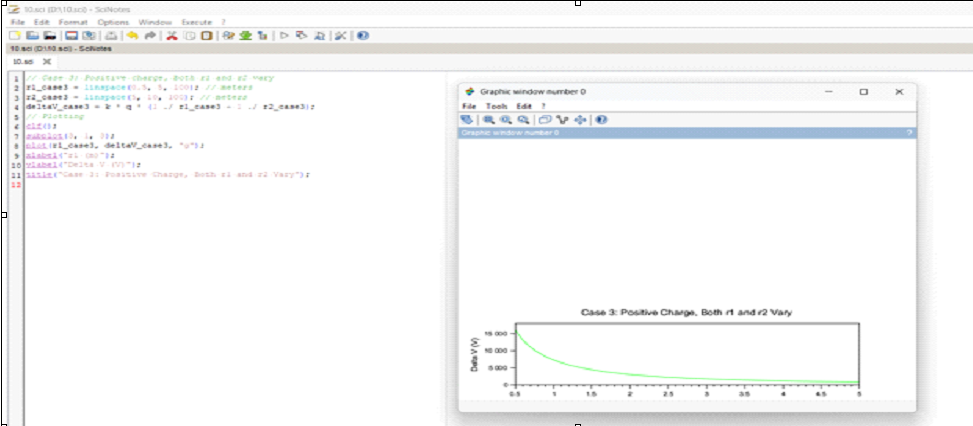 10.sci (D:\10.sci) - SciNotes
File Edit Format Options Window Execute ?
10.sci (D:\10.sci) - SciNotes
10.sci
1 // Case 3: Positive Charge, Both r1 and r2 vary
2 r1_case3 = linspace(0.5, 5, 100); // meters
3 r2_case3 = linspace( 10, 100); // meters
4 deltaV_case3 = k * q * (1 ./ r1_case3 - 1 ./ r2_case3);
5 // Plotting
6 clf();
7 subplot(3, 1, 3);
8 plot(r1_case3, deltaV_case3, "g");
9 xlabel("r1 (m)");
10 ylabel("Delta V (V)");
11 title("Case 3: Positive Charge, Both r1 and r2 Vary");
12
Graphic window number 0
File Tools Edit ?
Graphic window number 0
?
Case 3: Positive Charge, Both r1 and r2 Vary
Delta V (V)
15 000
10 000
5 000
0
0.5 1 1.5 2 2.5 3 3.5 4 4.5 5